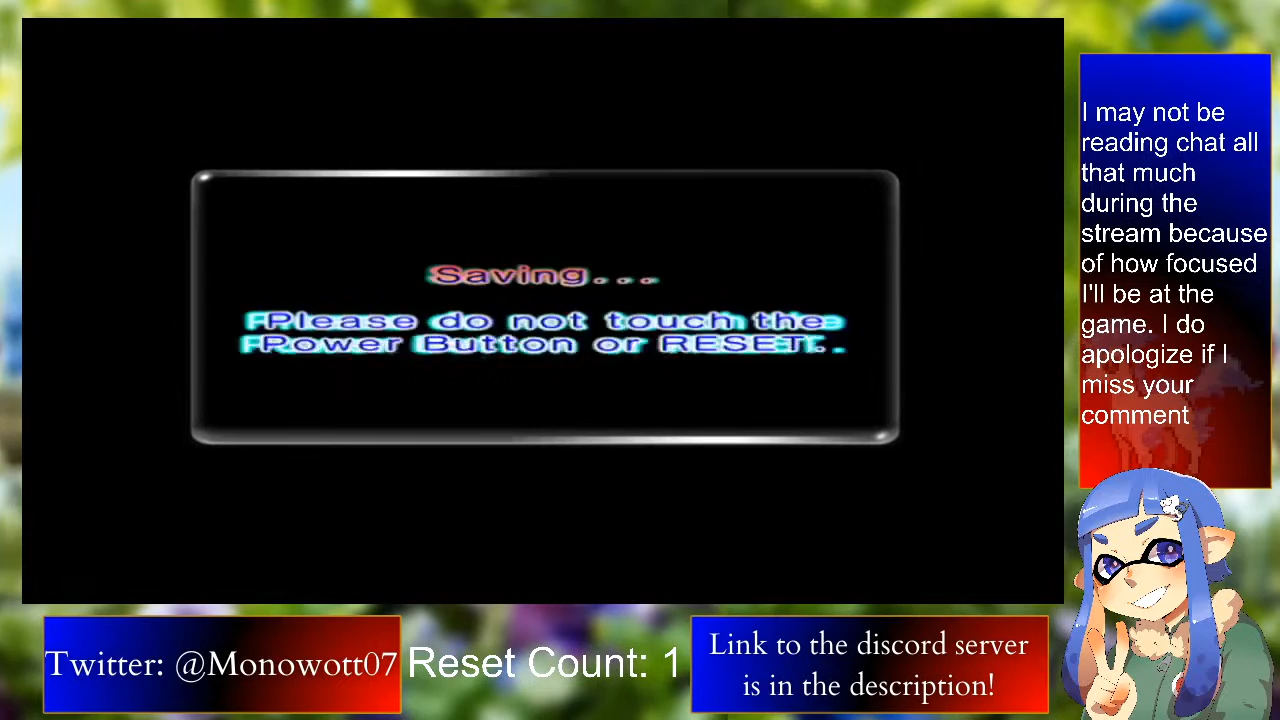 Saving...
Please do not touch the
Power Button or RESET.
I may not be
reading chat all
that much
during the
stream because
of how focused
I'll be at the
game. I do
apologize if I
miss your
comment
Twitter: @Monowott07
Reset Count: 1
Link to the discord server
is in the description!